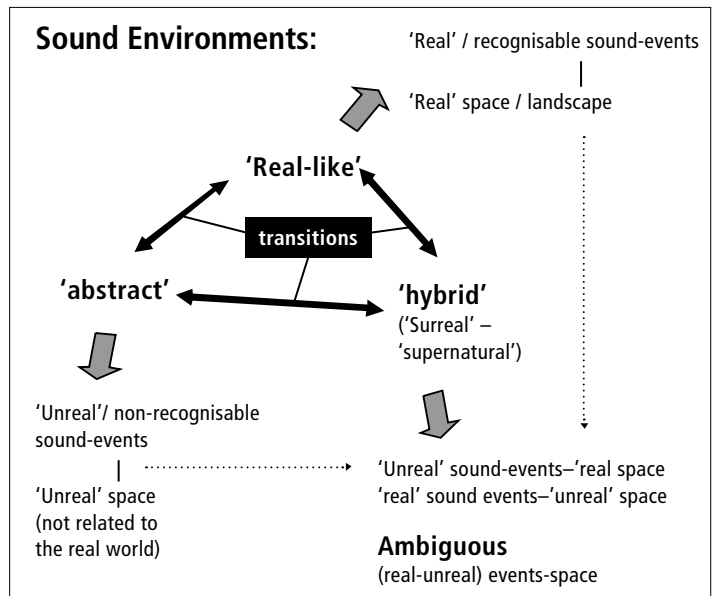 Sound Environments:
‘Real’ / recognisable sound-events
‘Real’ space / landscape
‘Real-like’
transitions
‘abstract’
‘hybrid’
(‘Surreal’ –
‘supernatural’)
‘Unreal’/ non-recognisable
sound-events
‘Unreal’ space
(not related to
the real world)
‘Unreal’ sound-events–’real space
‘real’ sound events–’unreal’ space
Ambiguous
(real-unreal) events-space